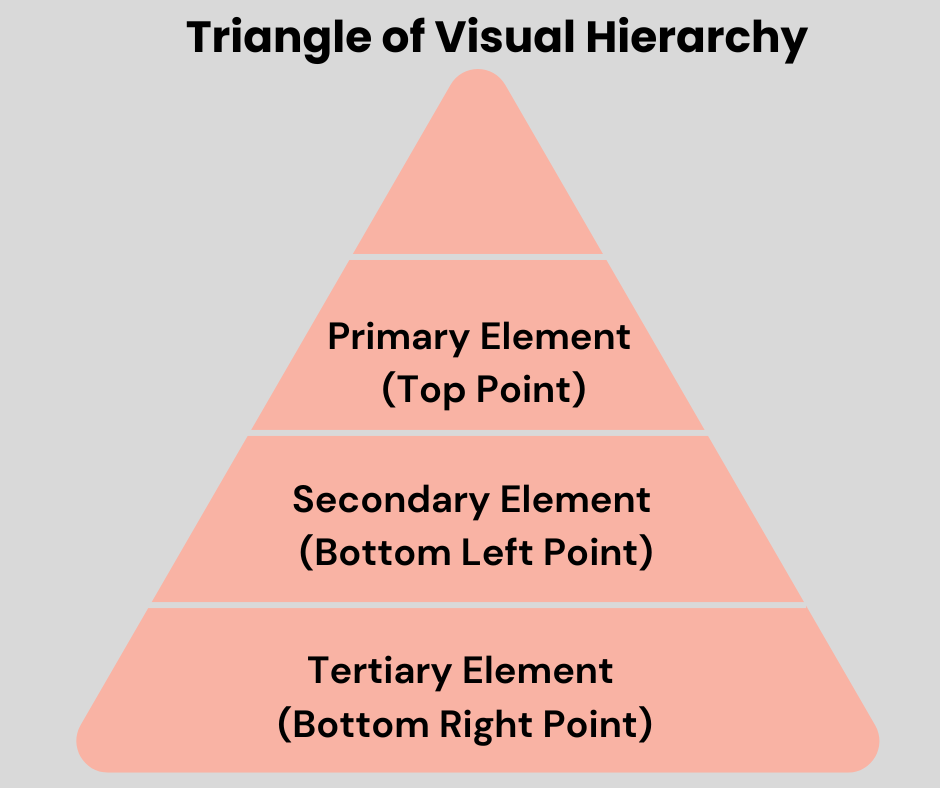 Triangle of Visual Hierarchy
Primary Element
(Top Point)
Secondary Element
(Bottom Left Point)
Tertiary Element
(Bottom Right Point)